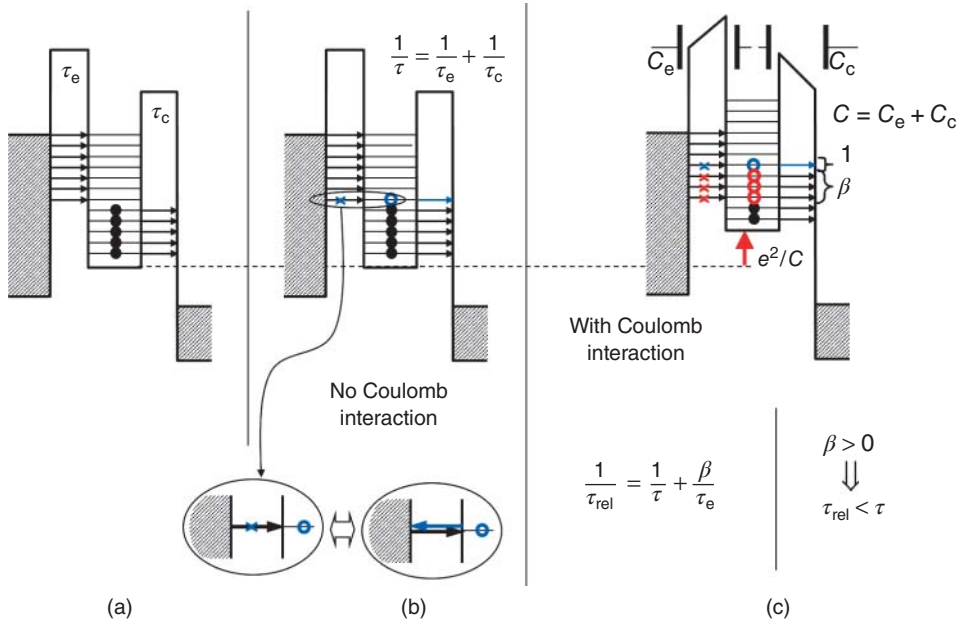 τe
τc
(a)
1/τ = 1/τe + 1/τc
No Coulomb
interaction
(b)
Ce
Cc
C = Ce + Cc
1
β
e²/C
With Coulomb
interaction
1/τrel = 1/τ + β/τe
β > 0
⇓
τrel < τ
(c)